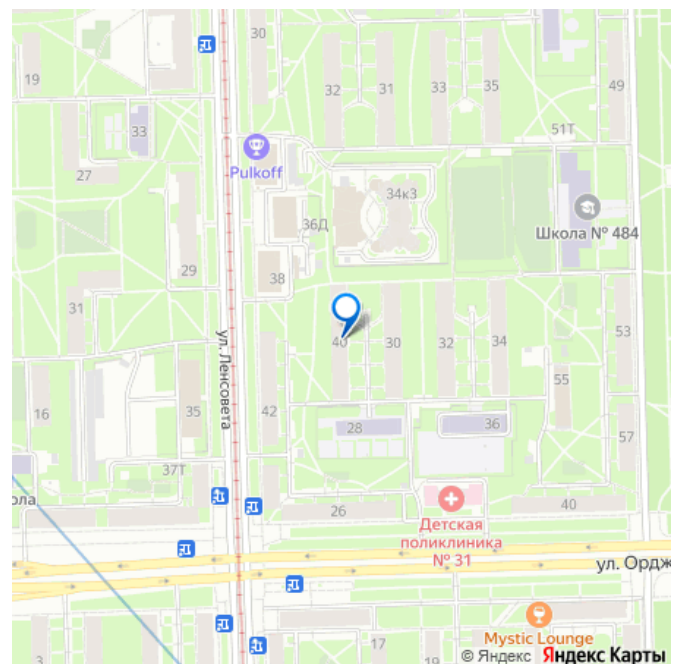 30
19
32
31
33
35
49
33
51Т
Pulkoff
27
34к3
36Д
Школа № 484
29
38
31
ул. Ленсовета
40
30
32
34
53
55
16
35
42
28
36
57
37Т
ола
26
40
Детская
поликлиника
№ 31
ул. Ордж
3
17
19
Mystic Lounge
© Яндекс Яндекс Карты